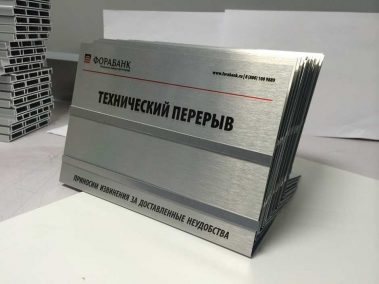 ФОРАБАНК
www.forabank.ru | 8 (800) 100 9889
ТЕХНИЧЕСКИЙ ПЕРЕРЫВ
ПРИНОСИМ ИЗВИНЕНИЯ ЗА ДОСТАВЛЕННЫЕ НЕУДОБСТВА